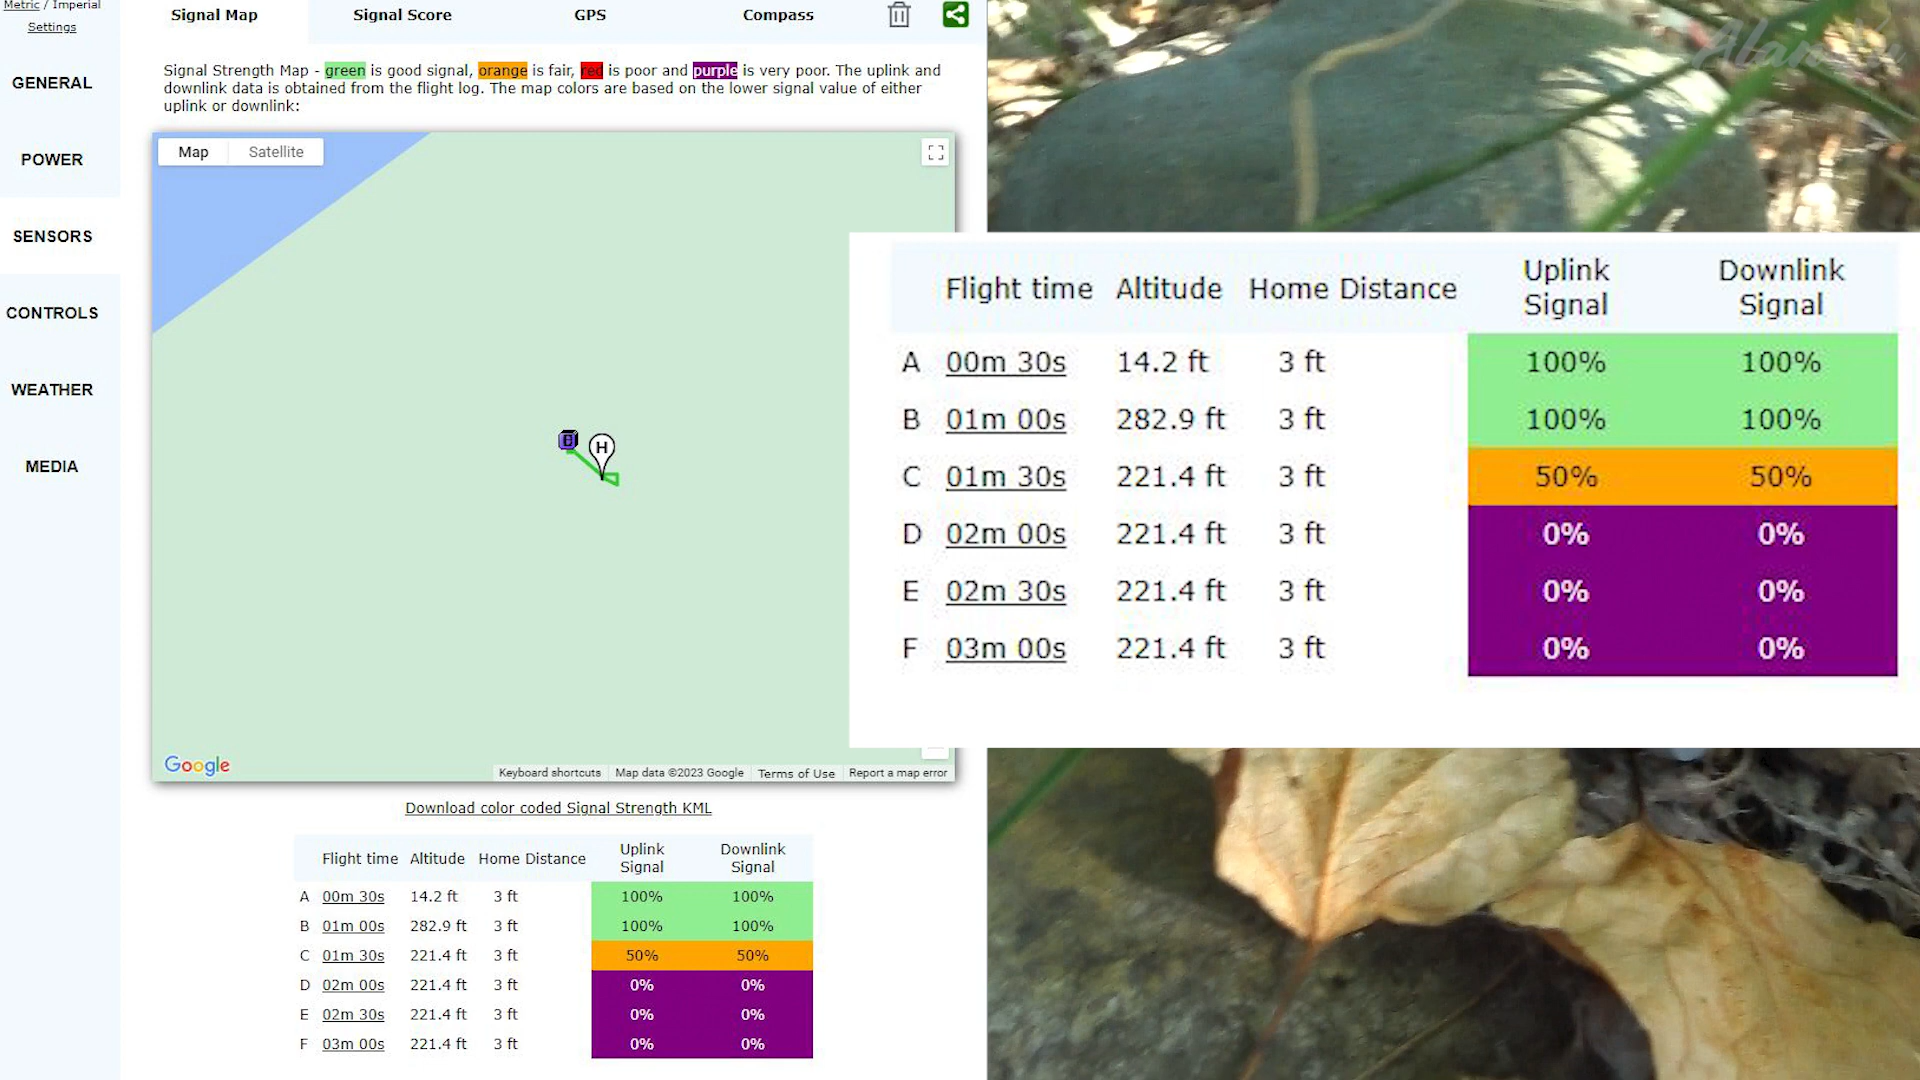 Metric / Imperial
Settings
GENERAL
POWER
SENSORS
CONTROLS
WEATHER
MEDIA
Signal Map Signal Score GPS Compass
Signal Strength Map - green is good signal, orange is fair, red is poor and purple is very poor. The uplink and
downlink data is obtained from the flight log. The map colors are based on the lower signal value of either
uplink or downlink:
Map Satellite
H
Google
Keyboard shortcuts Map data ©2023 Google Terms of Use Report a map error
Download color coded Signal Strength KML
Flight time Altitude Home Distance Uplink Signal Downlink Signal
A 00m 30s 14.2 ft 3 ft 100% 100%
B 01m 00s 282.9 ft 3 ft 100% 100%
C 01m 30s 221.4 ft 3 ft 50% 50%
D 02m 00s 221.4 ft 3 ft 0% 0%
E 02m 30s 221.4 ft 3 ft 0% 0%
F 03m 00s 221.4 ft 3 ft 0% 0%
Flight time Altitude Home Distance Uplink Signal Downlink Signal
A 00m 30s 14.2 ft 3 ft 100% 100%
B 01m 00s 282.9 ft 3 ft 100% 100%
C 01m 30s 221.4 ft 3 ft 50% 50%
D 02m 00s 221.4 ft 3 ft 0% 0%
E 02m 30s 221.4 ft 3 ft 0% 0%
F 03m 00s 221.4 ft 3 ft 0% 0%